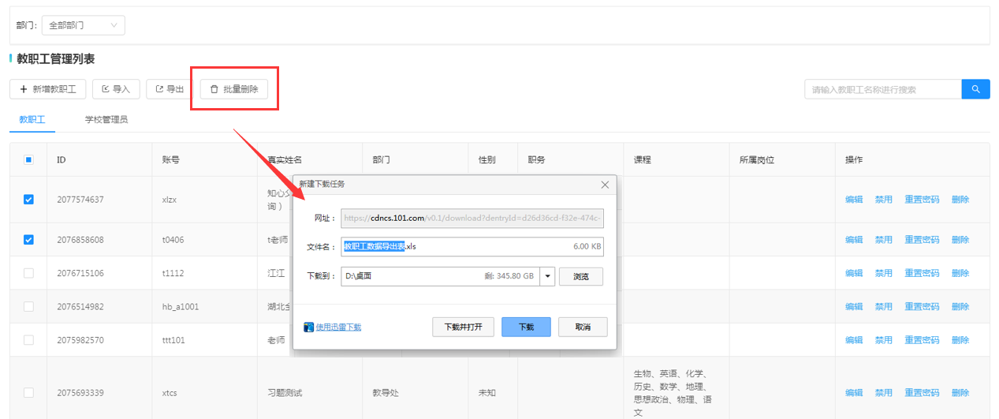 部门: 全部部门
教职工管理列表
新增教职工 导入 导出 批量删除 请输入教职工名称进行搜索
教职工 学校管理员
ID 账号 真实姓名 部门 性别 职务 课程 所属岗位 操作
2077574637 xlzx 知心 询） 编辑 禁用 重置密码 删除
2076858608 t0406 t老师 编辑 禁用 重置密码 删除
2076715106 t1112 江江 编辑 禁用 重置密码 删除
2076514982 hb_a1001 湖北 编辑 禁用 重置密码 删除
2075982570 ttt101 老师 编辑 禁用 重置密码 删除
2075693339 xtcs 习题测试 教导处 未知 编辑 禁用 重置密码 删除
生物、英语、化学、
历史、数学、地理、
思想政治、物理、语
文
新建下载任务
网址： https://cdncs.101.com/v0.1/download?dentryId=d26d36cd-f32e-474c-
文件名： 教职工数据导出表.xls 6.00 KB
下载到： D:\桌面 剩: 345.80 GB 浏览
使用迅雷下载 下载并打开 下载 取消